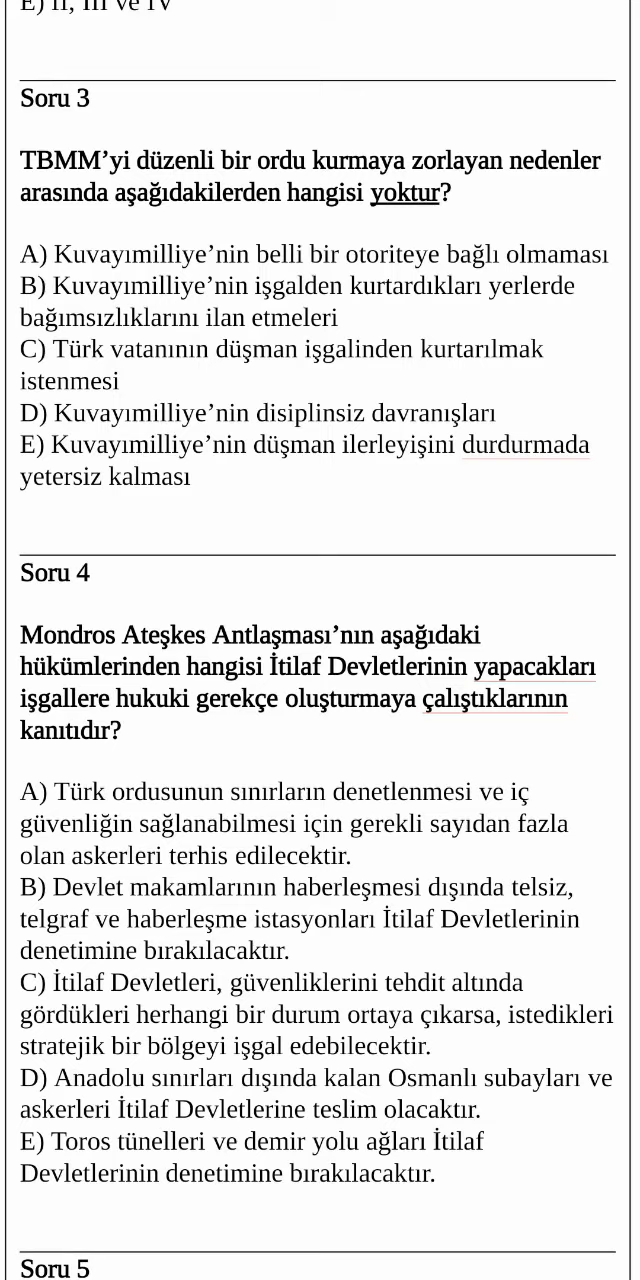 E) II, III ve IV
Soru 3
TBMM’yi düzenli bir ordu kurmaya zorlayan nedenler
arasında aşağıdakilerden hangisi yoktur?
A) Kuvayımilliye’nin belli bir otoriteye bağlı olmaması
B) Kuvayımilliye’nin işgalden kurtardıkları yerlerde
bağımsızlıklarını ilan etmeleri
C) Türk vatanının düşman işgalinden kurtarılmak
istenmesi
D) Kuvayımilliye’nin disiplinsiz davranışları
E) Kuvayımilliye’nin düşman ilerleyişini durdurmada
yetersiz kalması
Soru 4
Mondros Ateşkes Antlaşması’nın aşağıdaki
hükümlerinden hangisi İtilaf Devletlerinin yapacakları
işgallere hukuki gerekçe oluşturmaya çalıştıklarının
kanıtıdır?
A) Türk ordusunun sınırların denetlenmesi ve iç
güvenliğin sağlanabilmesi için gerekli sayıdan fazla
olan askerleri terhis edilecektir.
B) Devlet makamlarının haberleşmesi dışında telsiz,
telgraf ve haberleşme istasyonları İtilaf Devletlerinin
denetimine bırakılacaktır.
C) İtilaf Devletleri, güvenliklerini tehdit altında
gördükleri herhangi bir durum ortaya çıkarsa, istedikleri
stratejik bir bölgeyi işgal edebilecektir.
D) Anadolu sınırları dışında kalan Osmanlı subayları ve
askerleri İtilaf Devletlerine teslim olacaktır.
E) Toros tünelleri ve demir yolu ağları İtilaf
Devletlerinin denetimine bırakılacaktır.
Soru 5